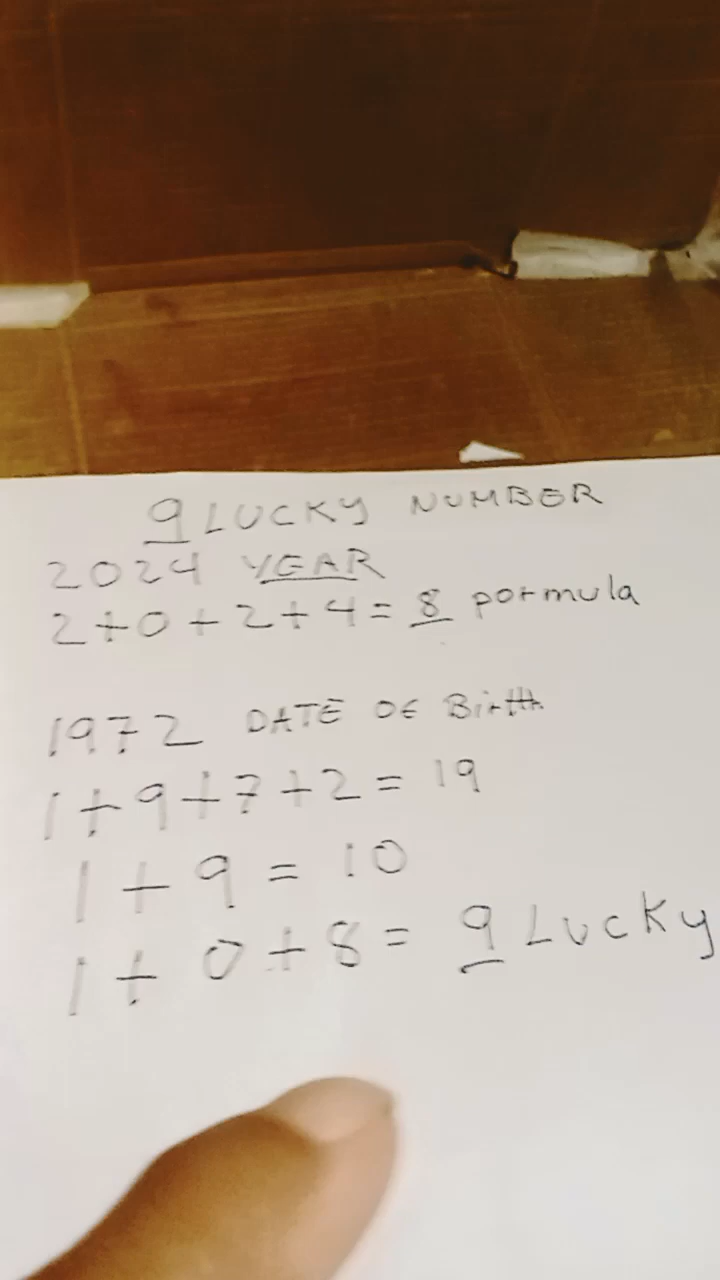 9 LUCKY NUMBER
2024 YEAR
2+0+2+4=8 pormula
1972 DATE OF Birth
1+9+7+2=19
1+9=10
1+0+8=9 Lucky